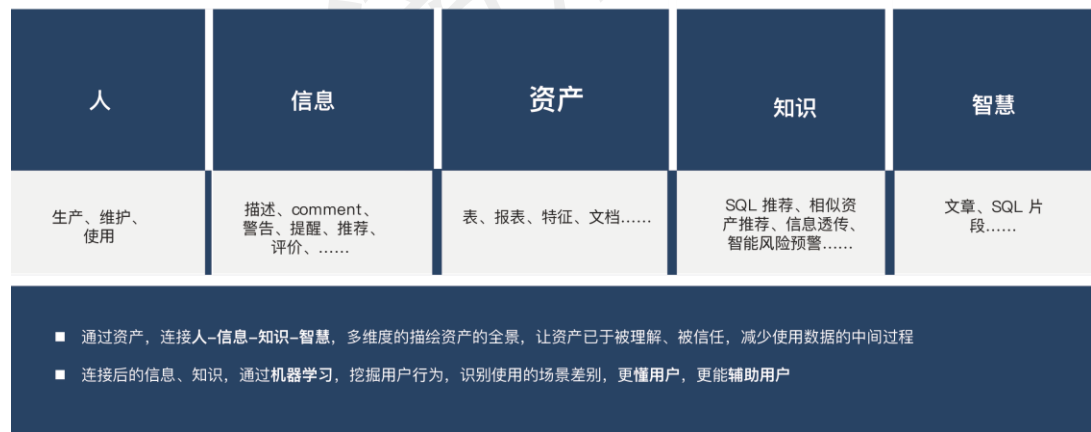 人
信息
资产
知识
智慧
生产、维护、
使用
描述、comment、
警告、提醒、推荐、
评价、……
表、报表、特征、文档……
SQL 推荐、相似资
产推荐、信息透传、
智能风险预警……
文章、SQL 片
段……
■ 通过资产，连接人–信息–知识–智慧，多维度的描绘资产的全景，让资产已于被理解、被信任，减少使用数据的中间过程
■ 连接后的信息、知识，通过机器学习，挖掘用户行为，识别使用的场景差别，更懂用户，更能辅助用户